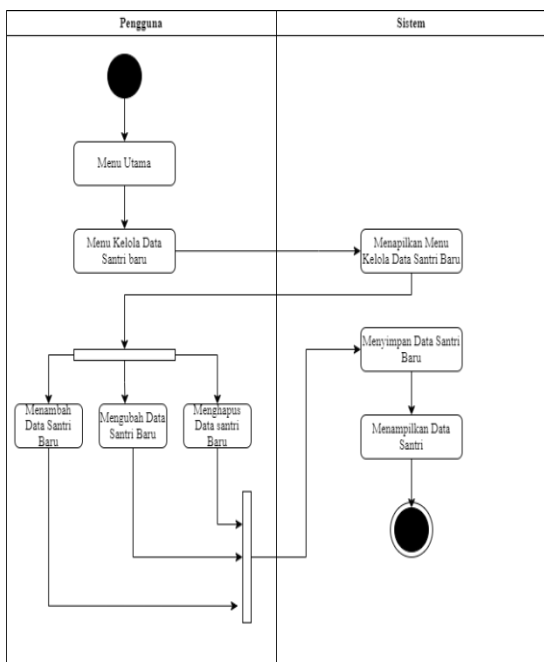 Pengguna
Sistem
Menu Utama
Menu Kelola Data
Santri baru
Menapilkan Menu
Kelola Data Santri Baru
Menyimpan Data Santri
Baru
Menambah
Data Santri
Baru
Mengubah Data
Santri Baru
Menghapus
Data santri
Baru
Menampilkan Data
Santri